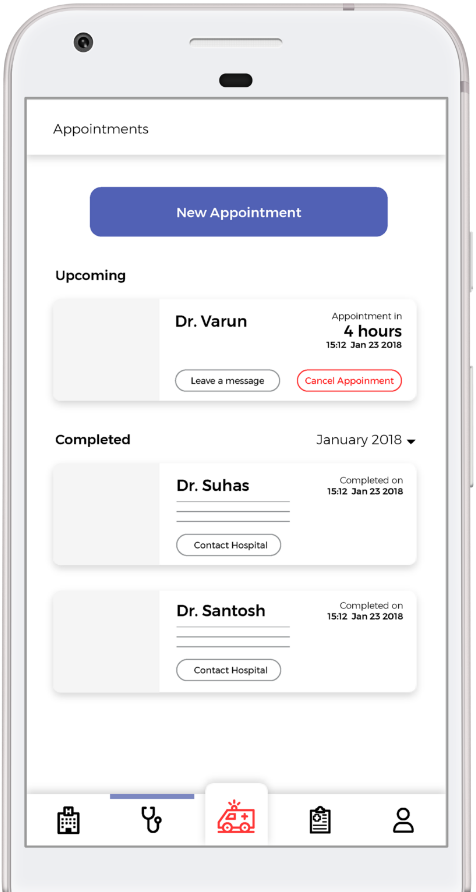 Appointments
New Appointment
Upcoming
Dr. Varun
Appointment in
4 hours
15:12 Jan 23 2018
Leave a message
Cancel Appoinment
Completed
January 2018
Dr. Suhas
Completed on
15:12 Jan 23 2018
Contact Hospital
Dr. Santosh
Completed on
15:12 Jan 23 2018
Contact Hospital